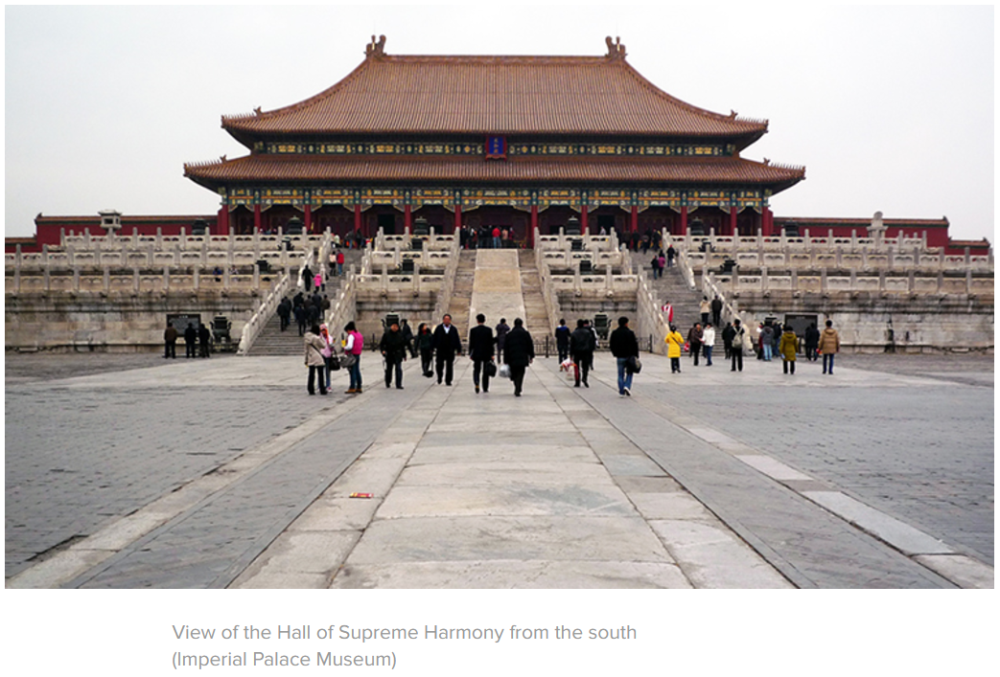 View of the Hall of Supreme Harmony from the south
(Imperial Palace Museum)